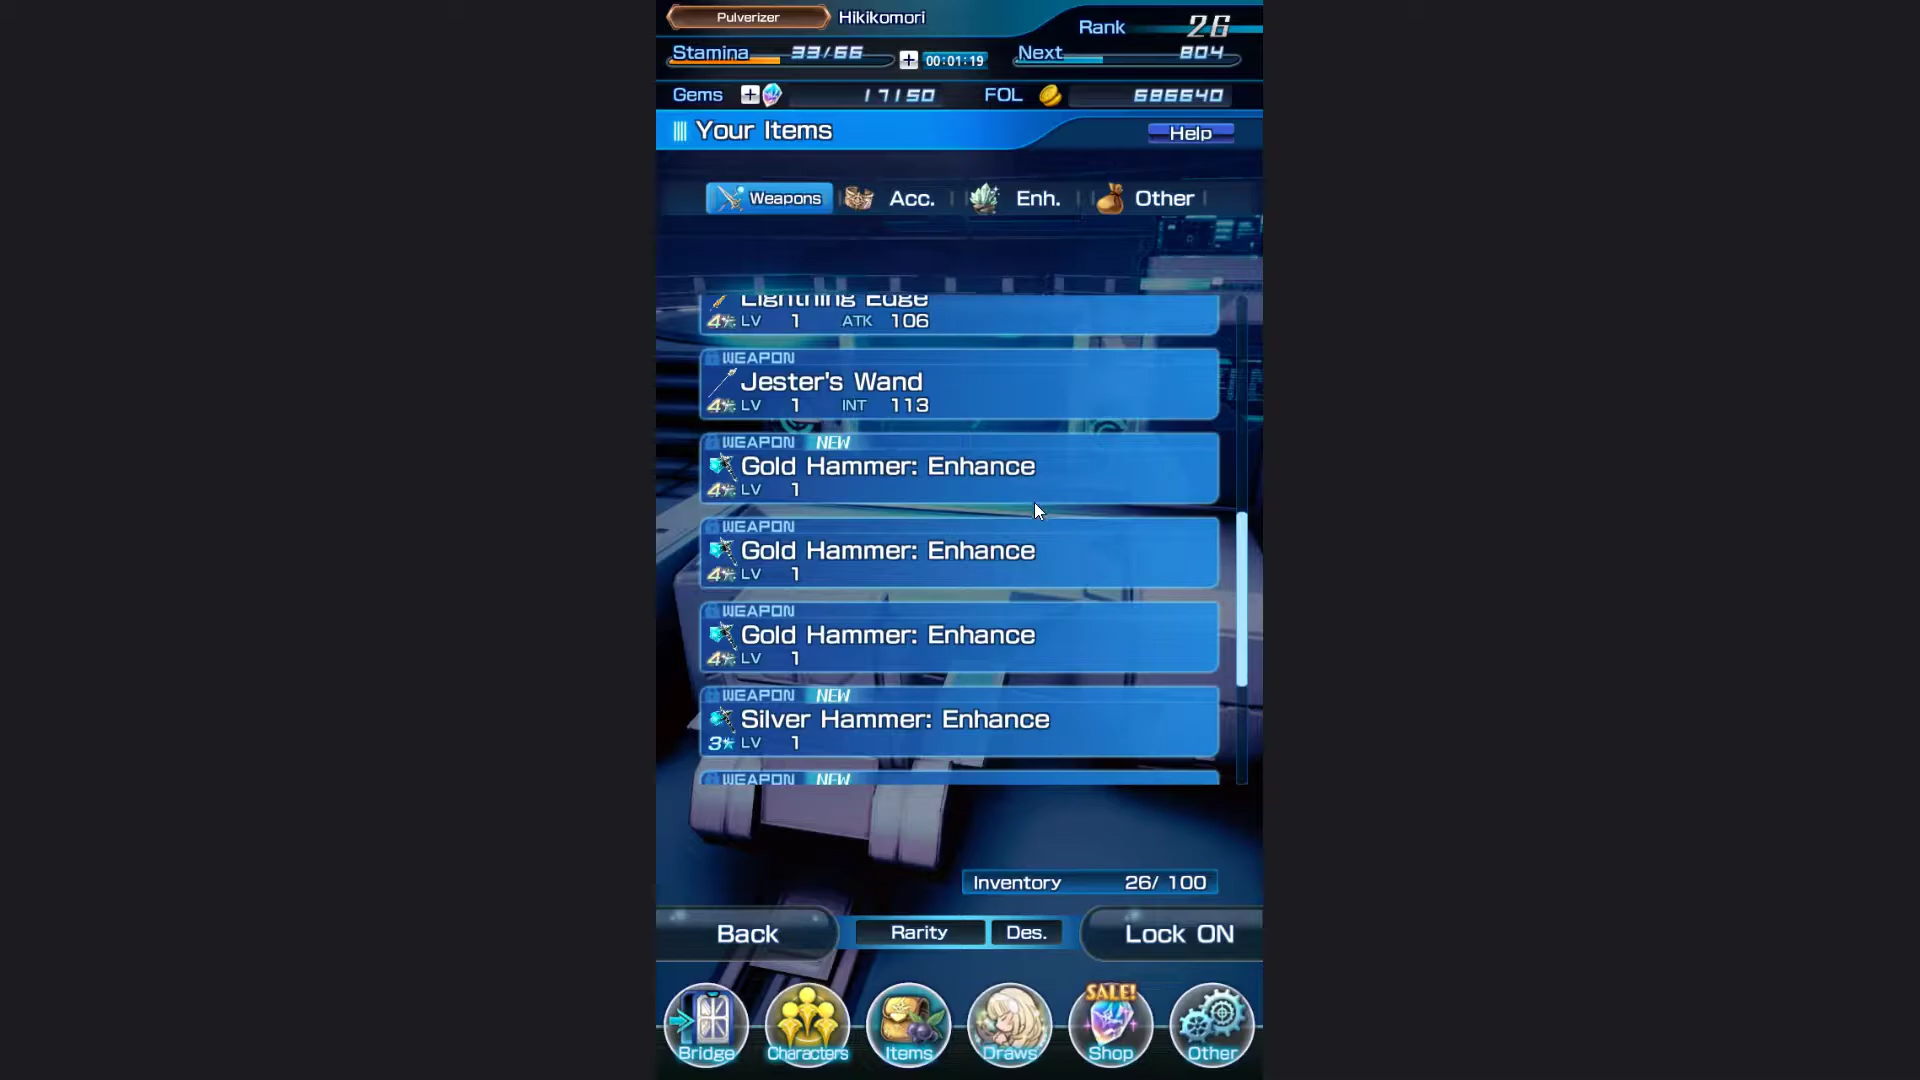 Pulverizer Hikikomori
Rank 26
Stamina 33/66 00:01:19 Next 804
Gems 17150 FOL 686640
Your Items Help
Weapons Acc. Enh. Other
Lightning Edge
4 LV 1 ATK 106
WEAPON
Jester's Wand
4 LV 1 INT 113
WEAPON NEW
Gold Hammer: Enhance
4 LV 1
WEAPON
Gold Hammer: Enhance
4 LV 1
WEAPON
Gold Hammer: Enhance
4 LV 1
WEAPON NEW
Silver Hammer: Enhance
3 LV 1
WEAPON NEW
Inventory 26/ 100
Back Rarity Des. Lock ON
SALE!
Bridge Characters Items Draws Shop Other